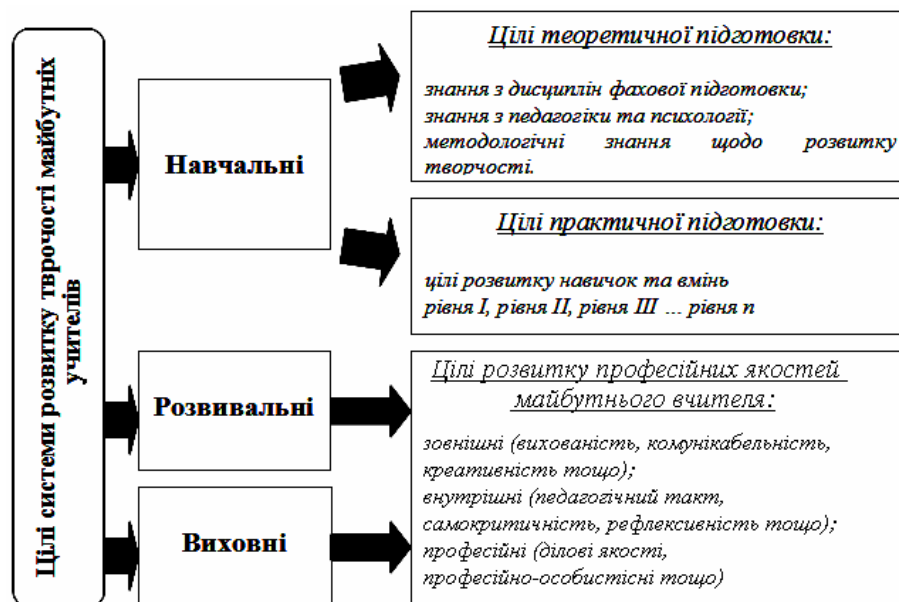 Цілі системи розвитку тврочості майбутніх
учителів
Навчальні
Цілі теоретичної підготовки:
знання з дисциплін фахової підготовки;
знання з педагогіки та психології;
методологічні знання щодо розвитку
творчості.
Цілі практичної підготовки:
цілі розвитку навичок та вмінь
рівня I, рівня II, рівня III ... рівня n
Розвивальні
Виховні
Цілі розвитку професійних якостей
майбутнього вчителя:
зовнішні (вихованість, комунікабельність,
креативність тощо);
внутрішні (педагогічний такт,
самокритичність, рефлексивність тощо);
професійні (ділові якості,
професійно-особистісні тощо)